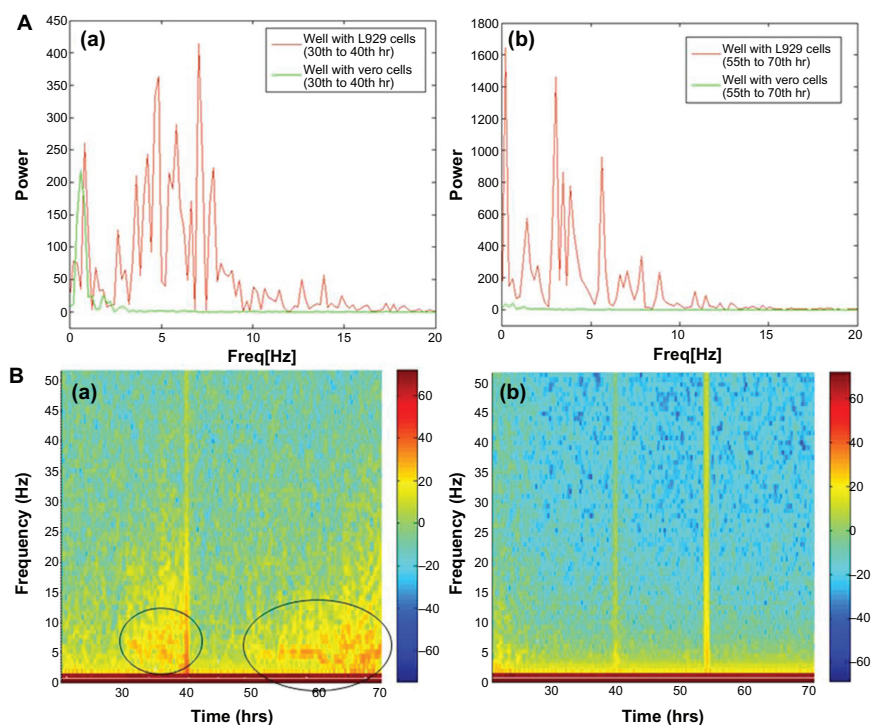 A
(a)
Well with L929 cells
(30th to 40th hr)
Well with vero cells
(30th to 40th hr)
450
400
350
300
250
200
150
100
50
0
Power
0 5 10 15 20
Freq[Hz]
(b)
Well with L929 cells
(55th to 70th hr)
Well with vero cells
(55th to 70th hr)
1800
1600
1400
1200
1000
800
600
400
200
0
Power
0 5 10 15 20
Freq[Hz]
B
(a)
50
45
40
35
30
25
20
15
10
5
0
Frequency (Hz)
30 40 50 60 70
Time (hrs)
60
40
20
0
−20
−40
−60
(b)
50
45
40
35
30
25
20
15
10
5
0
Frequency (Hz)
30 40 50 60 70
Time (hrs)
60
40
20
0
−20
−40
−60